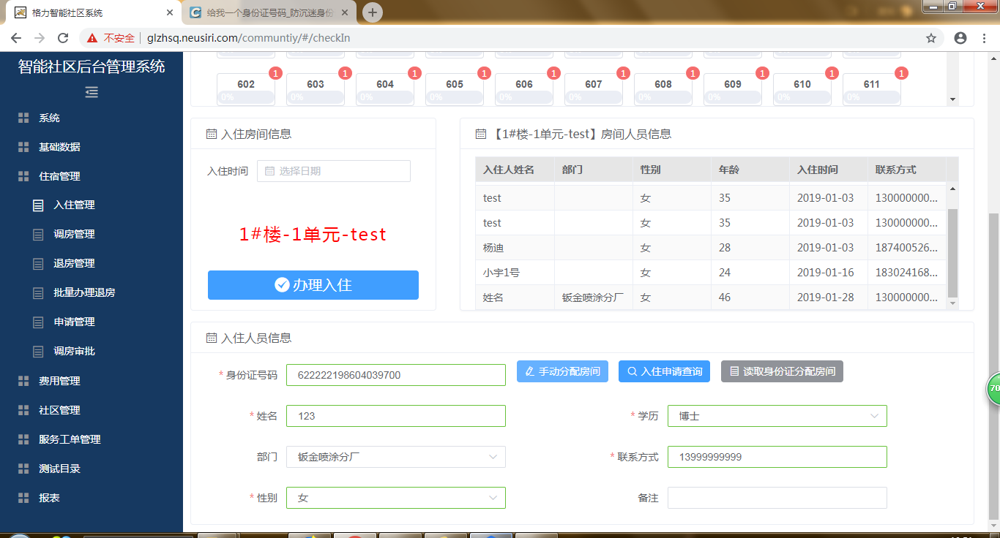 格力智能社区系统
给我一个身份证号码_防沉迷身份
不安全 glzhsq.neusiri.com/communtiy/#/checkIn
智能社区后台管理系统
系统
基础数据
住宿管理
入住管理
调房管理
退房管理
批量办理退房
申请管理
调房审批
费用管理
社区管理
服务工单管理
测试目录
报表
1 1 1 1 1 1 1 1 1 1
602 603 604 605 606 607 608 609 610 611
0% 0% 0% 0% 0% 0% 0% 0% 0% 0%
入住房间信息
入住时间 选择日期
1#楼-1单元-test
办理入住
【1#楼-1单元-test】房间人员信息
入住人姓名 部门 性别 年龄 入住时间 联系方式
test 女 35 2019-01-03 130000000...
test 女 35 2019-01-03 130000000...
杨迪 女 28 2019-01-03 187400526...
小宇1号 女 24 2019-01-16 183024168...
姓名 钣金喷涂分厂 女 46 2019-01-28 130000000...
入住人员信息
* 身份证号码 622222198604039700 手动分配房间 入住申请查询 读取身份证分配房间
* 姓名 123 * 学历 博士
部门 钣金喷涂分厂 * 联系方式 13999999999
* 性别 女 备注
70